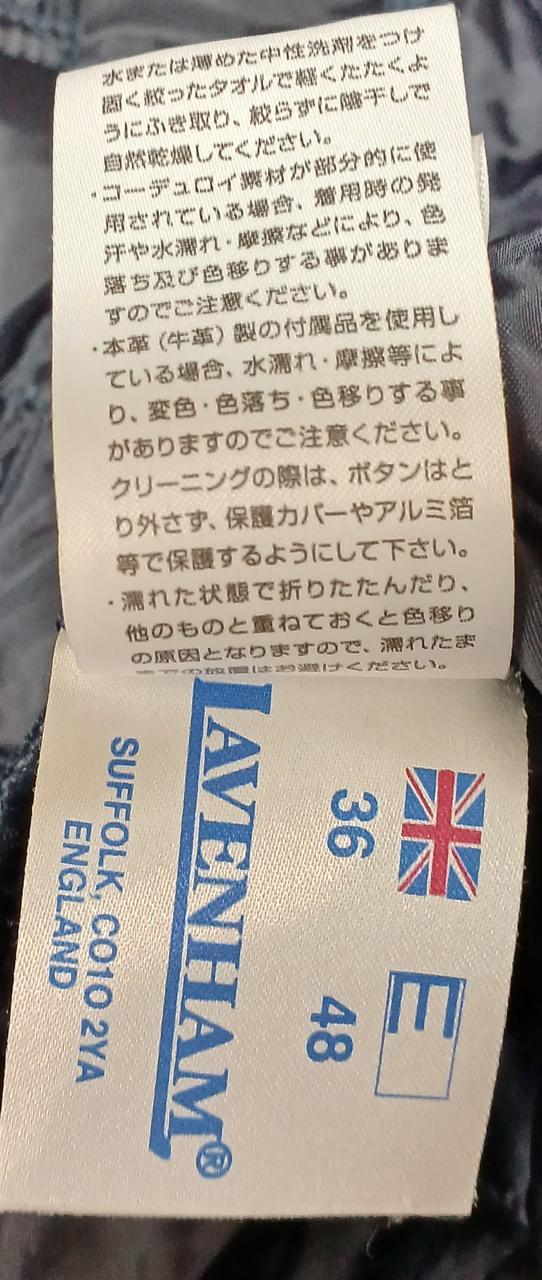 水または薄めた中性洗剤をつけ
固く絞ったタオルで軽くたたくよ
うにふき取り、絞らずに陰干しで
自然乾燥してください。
・コーデュロイ素材が部分的に使
用されている場合、着用時の発
汗や水濡れ・摩擦などにより、色
落ち及び色移りする事がありま
すのでご注意ください。
・本革（牛革）製の付属品を使用し
ている場合、水濡れ・摩擦等によ
り、変色・色落ち・色移りする事
がありますのでご注意ください。
クリーニングの際は、ボタンはと
り外さず、保護カバーやアルミ箔
等で保護するようにして下さい。
・濡れた状態で折りたたんだり、
他のものと重ねておくと色移り
の原因となりますので、濡れたま
までの放置はお避けください。
36
E
48
LAVENHAM®
SUFFOLK, CO10 2YA
ENGLAND